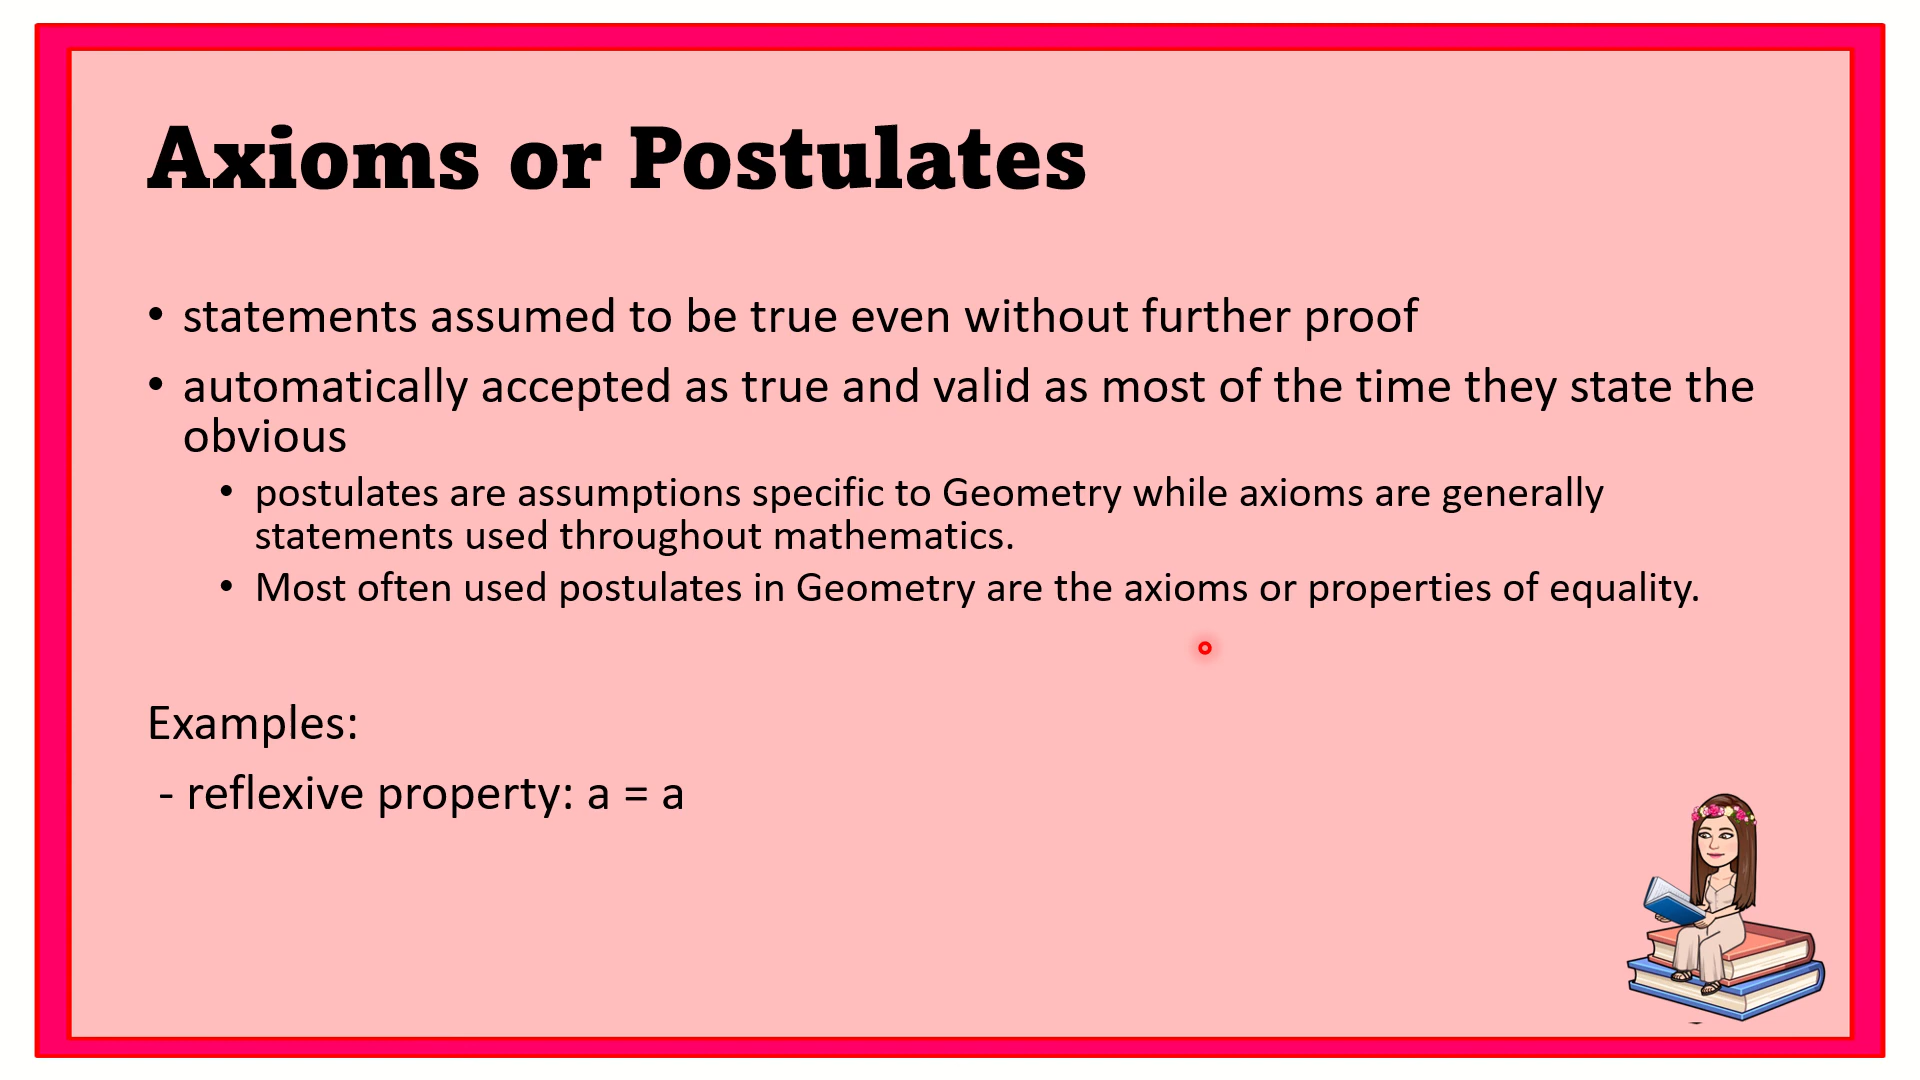 Axioms or Postulates
• statements assumed to be true even without further proof
• automatically accepted as true and valid as most of the time they state the
obvious
• postulates are assumptions specific to Geometry while axioms are generally
statements used throughout mathematics.
• Most often used postulates in Geometry are the axioms or properties of equality.
Examples:
- reflexive property: a = a